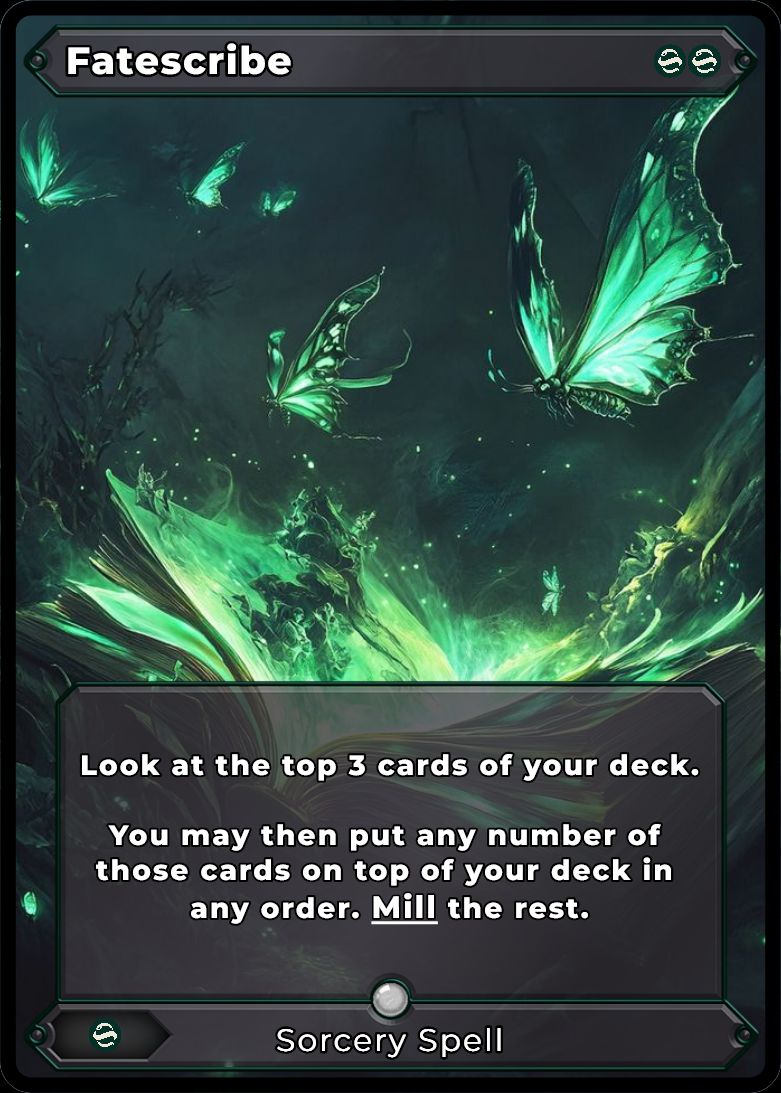 Fatescribe
Look at the top 3 cards of your deck.
You may then put any number of
those cards on top of your deck in
any order. Mill the rest.
Sorcery Spell